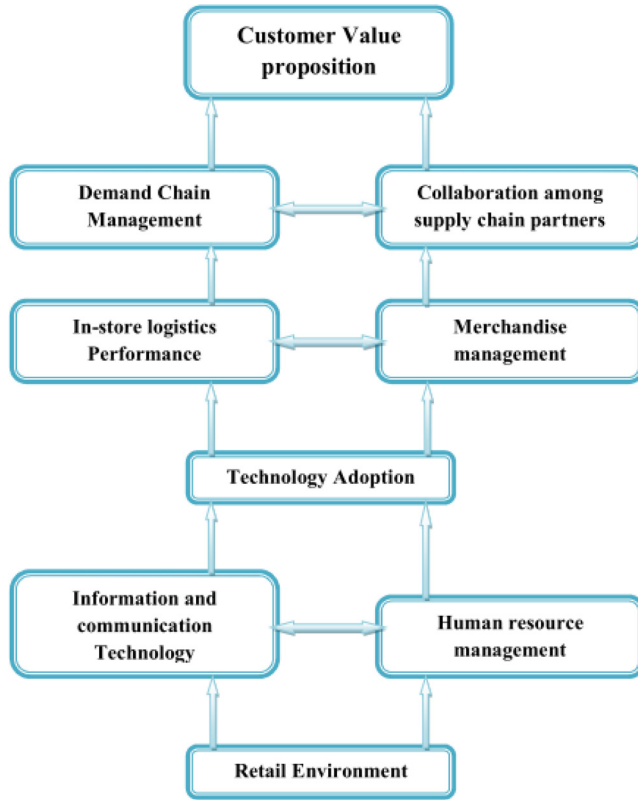 Customer Value
proposition
Demand Chain
Management
Collaboration among
supply chain partners
In-store logistics
Performance
Merchandise
management
Technology Adoption
Information and
communication
Technology
Human resource
management
Retail Environment